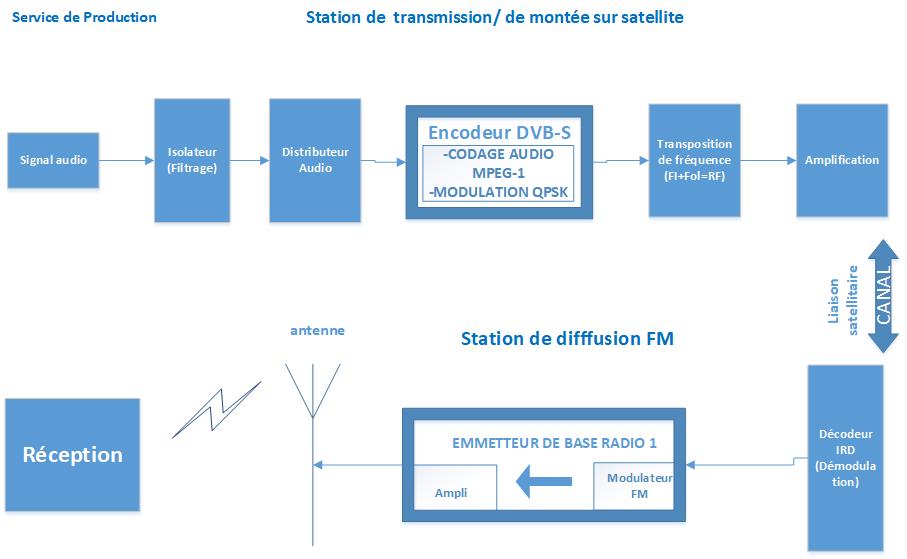 Service de Production
Station de transmission/ de montée sur satellite
Signal audio
Isolateur
(Filtrage)
Distributeur
Audio
Encodeur DVB-S
-CODAGE AUDIO
MPEG-1
-MODULATION QPSK
Transposition
de fréquence
(FI+Fol=RF)
Amplification
Liaison
satellitaire
CANAL
antenne
Station de difffusion FM
Réception
EMMETTEUR DE BASE RADIO 1
Ampli
Modulateur
FM
Décodeur
IRD
(Démodula
tion)